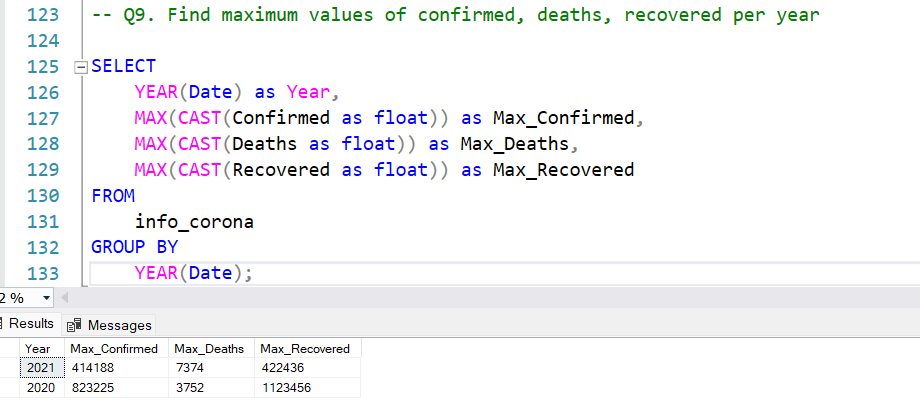 123 -- Q9. Find maximum values of confirmed, deaths, recovered per year
124
125 SELECT
126 YEAR(Date) as Year,
127 MAX(CAST(Confirmed as float)) as Max_Confirmed,
128 MAX(CAST(Deaths as float)) as Max_Deaths,
129 MAX(CAST(Recovered as float)) as Max_Recovered
130 FROM
131 info_corona
132 GROUP BY
133 YEAR(Date);
2 %
Results Messages
Year Max_Confirmed Max_Deaths Max_Recovered
2021 414188 7374 422436
2020 823225 3752 1123456